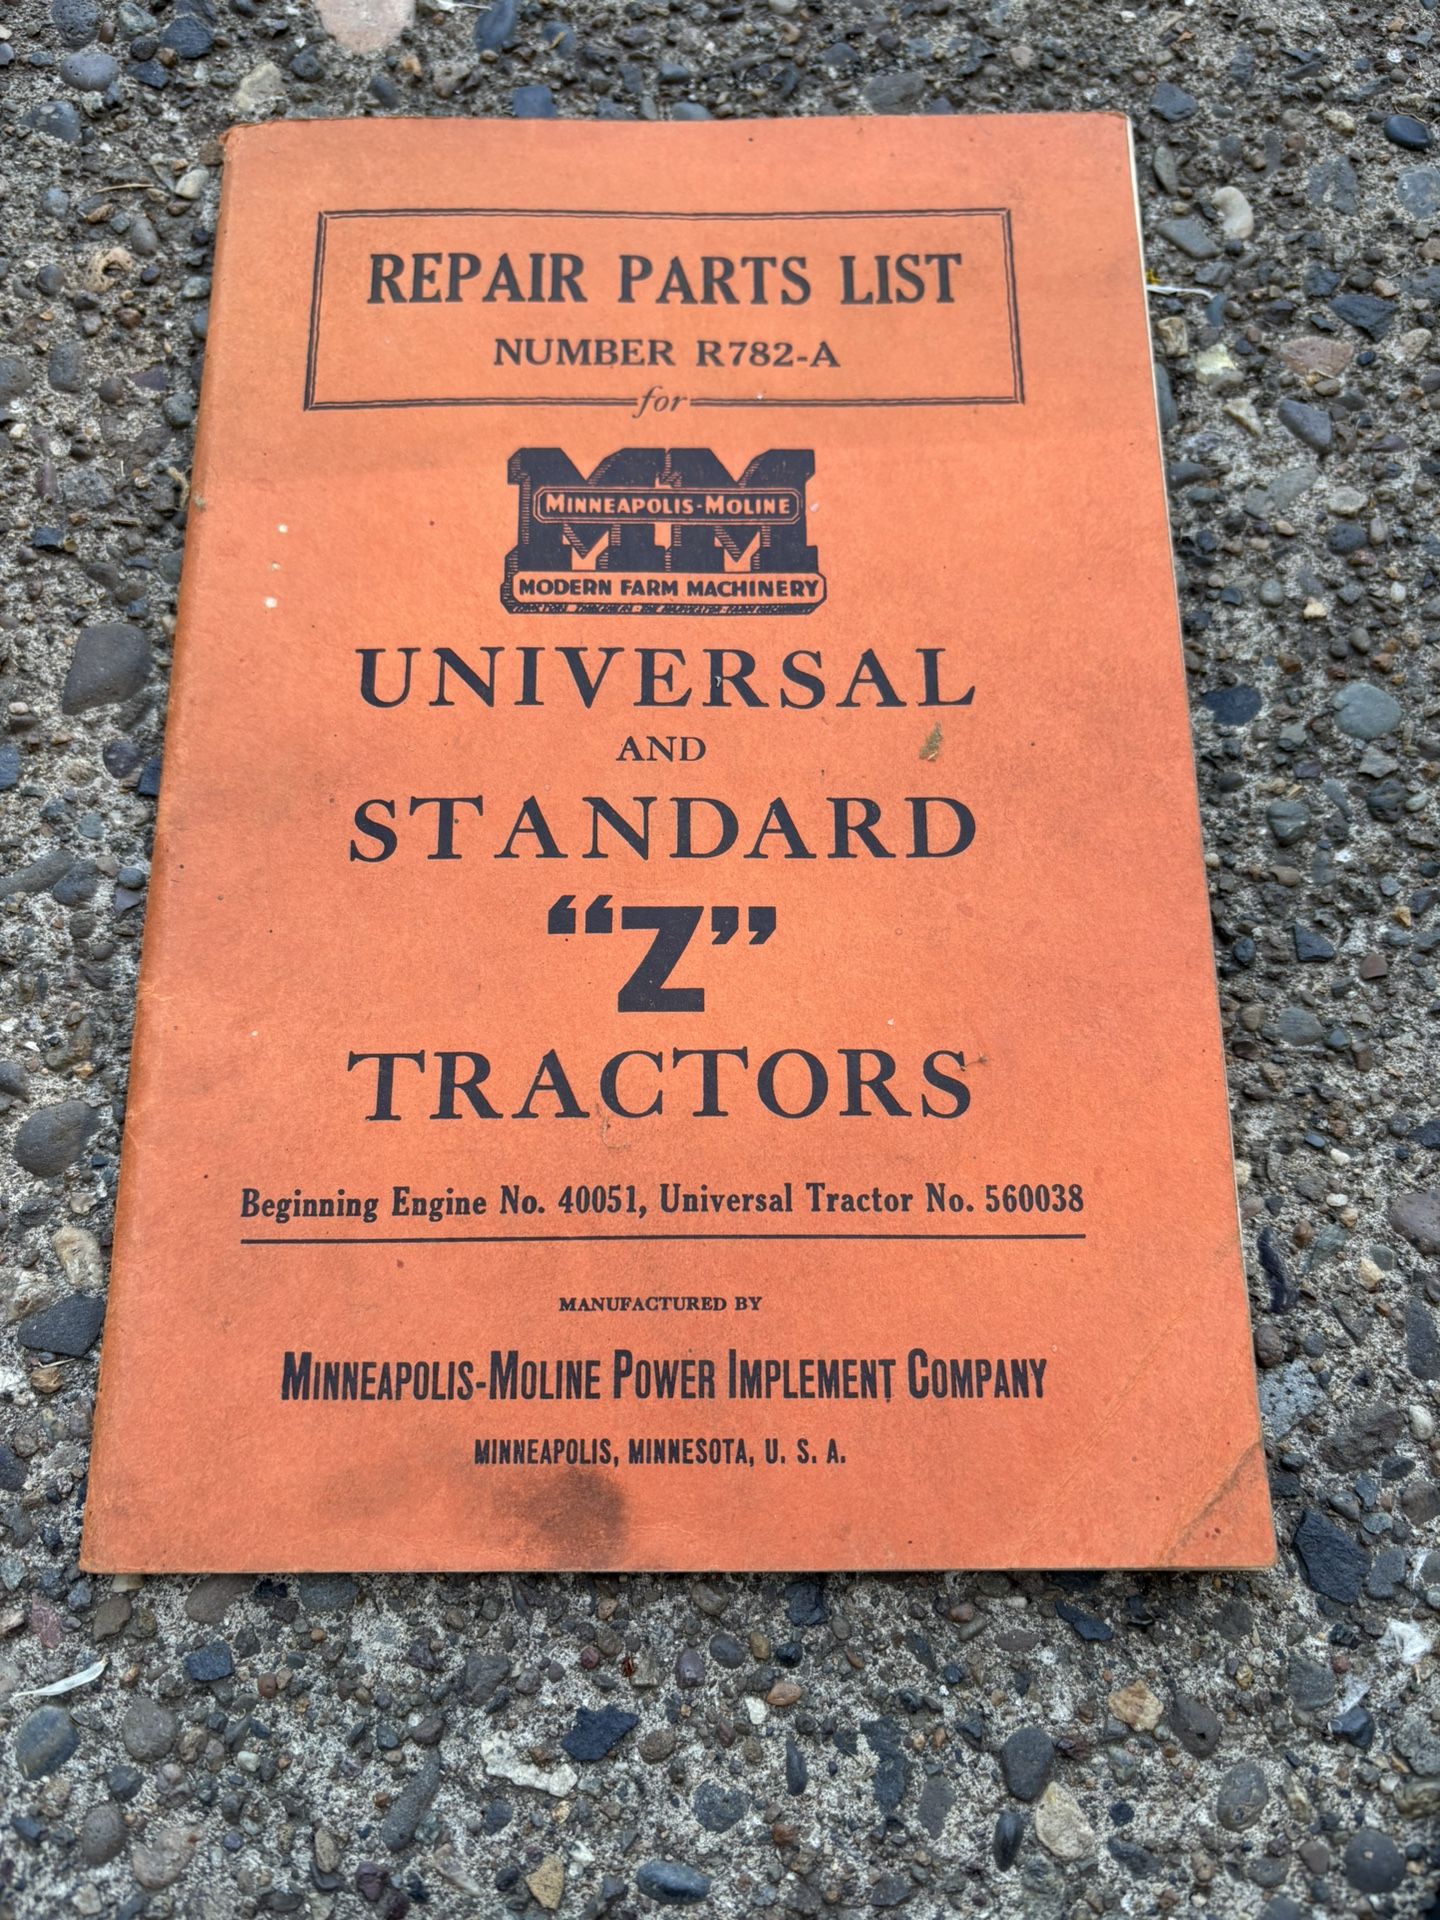 REPAIR PARTS LIST
NUMBER R782-A
for
MM
MINNEAPOLIS-MOLINE
MODERN FARM MACHINERY
UNIVERSAL
AND
STANDARD
“Z”
TRACTORS
Beginning Engine No. 40051, Universal Tractor No. 560038
MANUFACTURED BY
MINNEAPOLIS-MOLINE POWER IMPLEMENT COMPANY
MINNEAPOLIS, MINNESOTA, U. S. A.